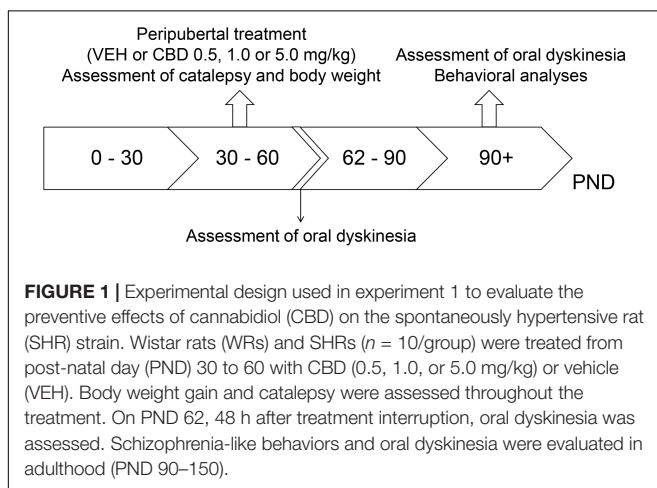 Peripubertal treatment
(VEH or CBD 0.5, 1.0 or 5.0 mg/kg)
Assessment of catalepsy and body weight
Assessment of oral dyskinesia
Behavioral analyses
0 - 30
30 - 60
62 - 90
90+
PND
Assessment of oral dyskinesia
FIGURE 1 | Experimental design used in experiment 1 to evaluate the
preventive effects of cannabidiol (CBD) on the spontaneously hypertensive rat
(SHR) strain. Wistar rats (WRs) and SHRs (n = 10/group) were treated from
post-natal day (PND) 30 to 60 with CBD (0.5, 1.0, or 5.0 mg/kg) or vehicle
(VEH). Body weight gain and catalepsy were assessed throughout the
treatment. On PND 62, 48 h after treatment interruption, oral dyskinesia was
assessed. Schizophrenia-like behaviors and oral dyskinesia were evaluated in
adulthood (PND 90–150).